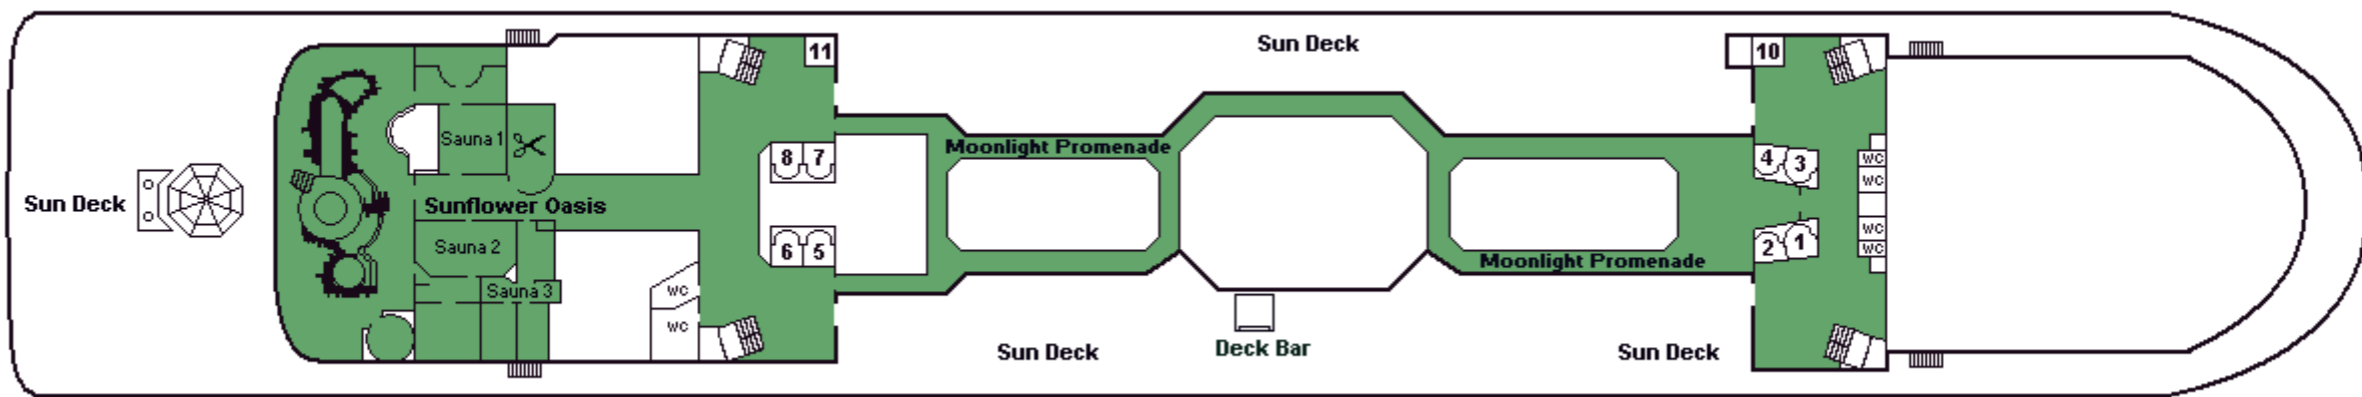 Sun Deck
11
10
Sauna 1
Moonlight Promenade
8 7
4 3
WC
WC
Sun Deck
Sunflower Oasis
Sauna 2
6 5
2 1
WC
WC
Moonlight Promenade
Sauna 3
WC
WC
Sun Deck
Deck Bar
Sun Deck